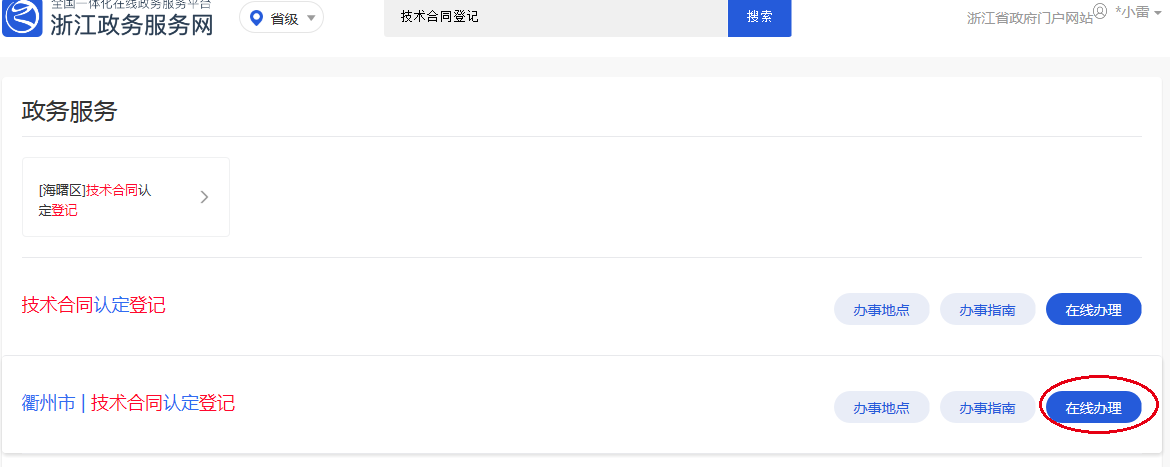 全国一体化在线政务服务平台
浙江政务服务网
省级
技术合同登记
搜索
浙江省政府门户网站
*小雷
政务服务
[海曙区]技术合同认
定登记
技术合同认定登记
办事地点
办事指南
在线办理
衢州市 | 技术合同认定登记
办事地点
办事指南
在线办理